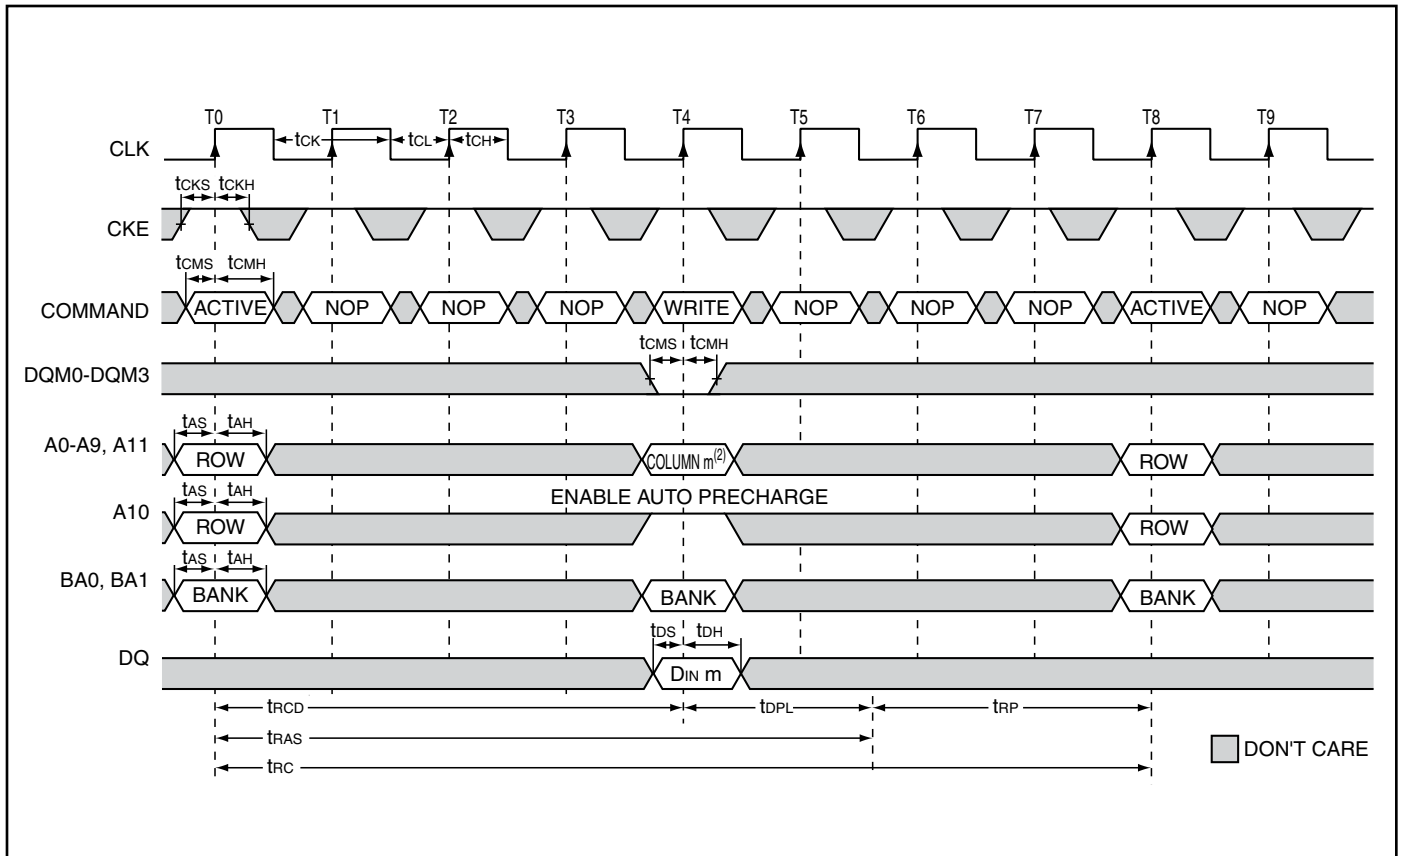 T0 T1 T2 T3 T4 T5 T6 T7 T8 T9
CLK tCK tCL tCH
tCKS tCKH
CKE
tCMS tCMH
COMMAND ACTIVE NOP NOP NOP WRITE NOP NOP NOP ACTIVE NOP
tCMS tCMH
DQM0-DQM3
tAS tAH
A0-A9, A11 ROW COLUMN m(2) ROW
tAS tAH ENABLE AUTO PRECHARGE
A10 ROW ROW
tAS tAH
BA0, BA1 BANK BANK BANK
tDS tDH
DQ DIN m
tRCD tDPL tRP
tRAS
DON'T CARE
tRC